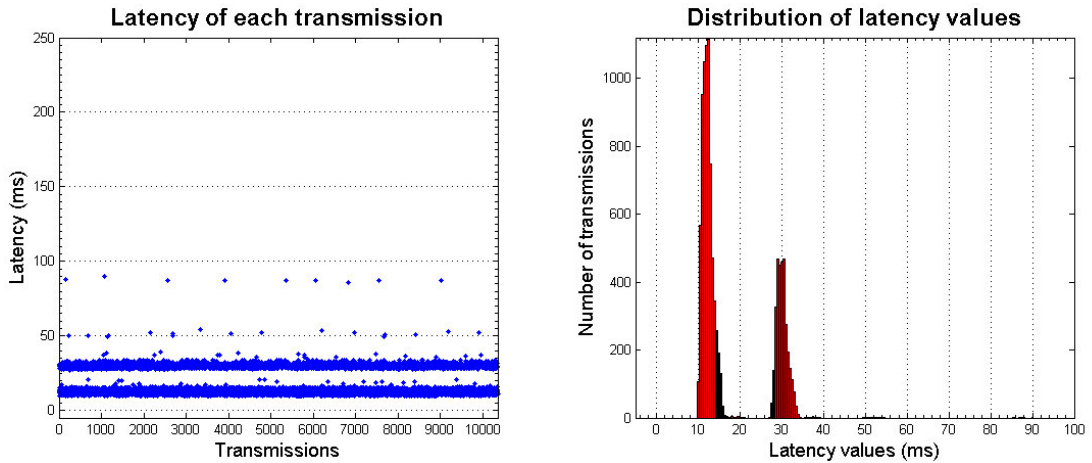 Latency of each transmission
Latency (ms)
250
200
150
100
50
0
0 1000 2000 3000 4000 5000 6000 7000 8000 9000 10000
Transmissions
Distribution of latency values
Number of transmissions
1000
800
600
400
200
0
0 10 20 30 40 50 60 70 80 90 100
Latency values (ms)